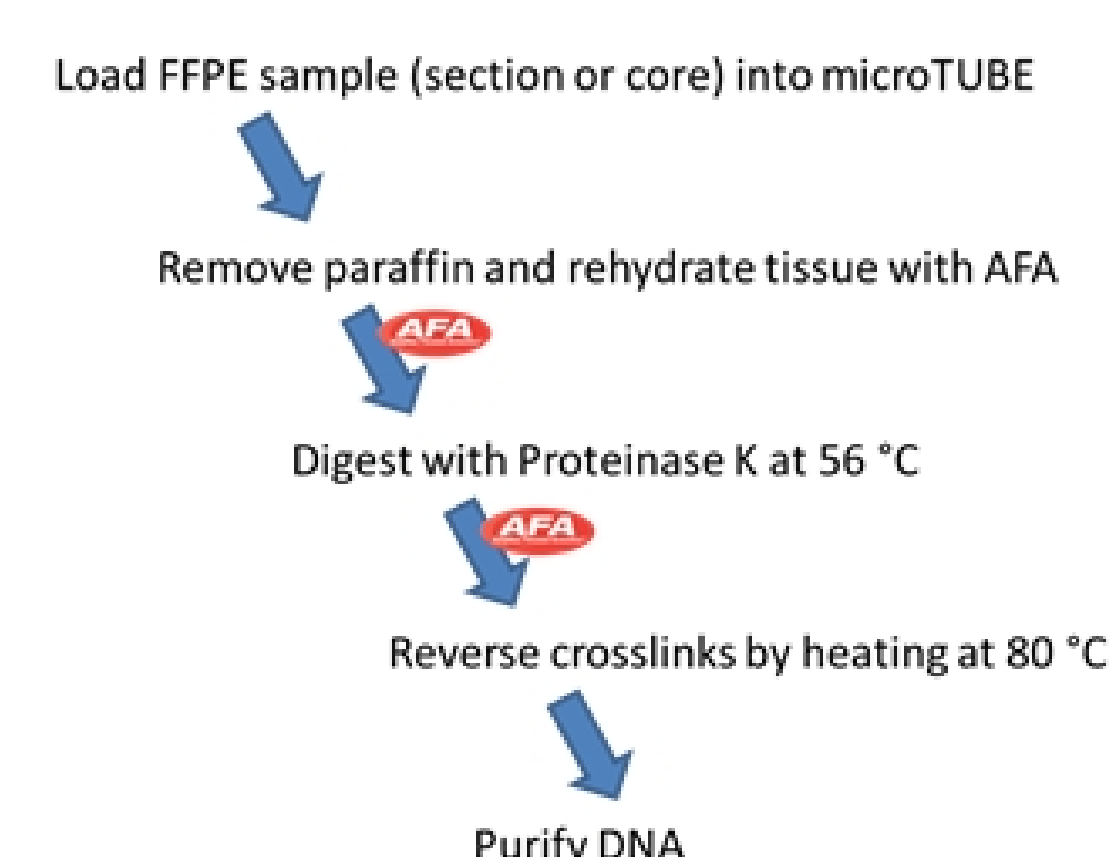 Load FFPE sample (section or core) into microTUBE
Remove paraffin and rehydrate tissue with AFA
AFA
Digest with Proteinase K at 56 °C
AFA
Reverse crosslinks by heating at 80 °C
Purify DNA